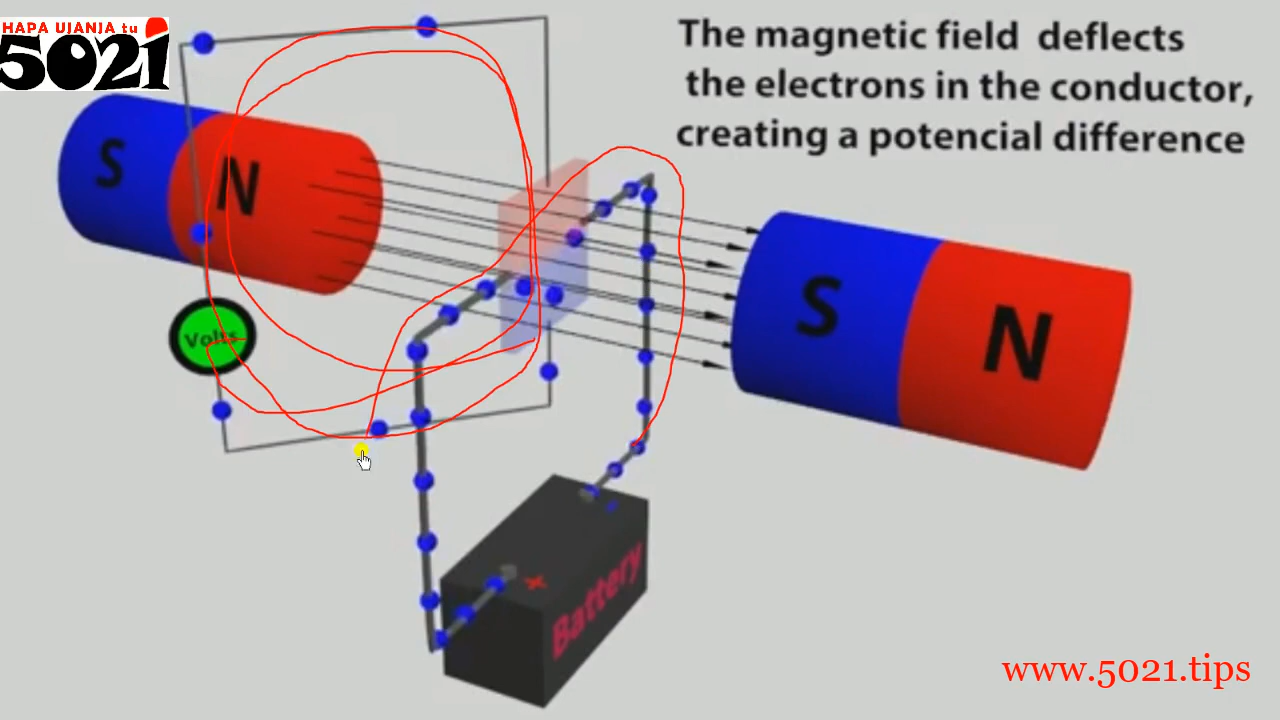 HAPA UJANJA tu
5021
The magnetic field deflects
the electrons in the conductor,
creating a potencial difference
S
N
S
N
Volts
+
Battery
www.5021.tips